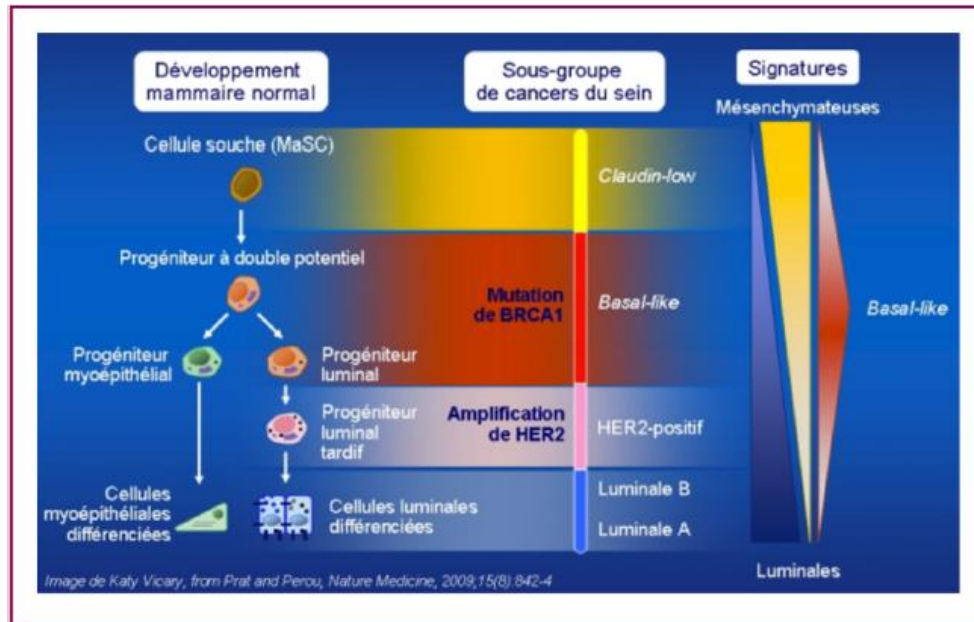 Développement
mammaire normal
Sous-groupe
de cancers du sein
Signatures
Mésenchymateuses
Cellule souche (MaSC)
Claudin-low
Progéniteur à double potentiel
Mutation
de BRCA1
Basal-like
Basal-like
Progéniteur
myoépithélial
Progéniteur
luminal
Progéniteur
luminal
tardif
Amplification
de HER2
HER2-positif
Cellules
myoépithéliales
différenciées
Cellules luminales
différenciées
Luminale B
Luminale A
Luminales
Image de Katy Vicary, from Prat and Perou, Nature Medicine, 2009;15(8):842-4